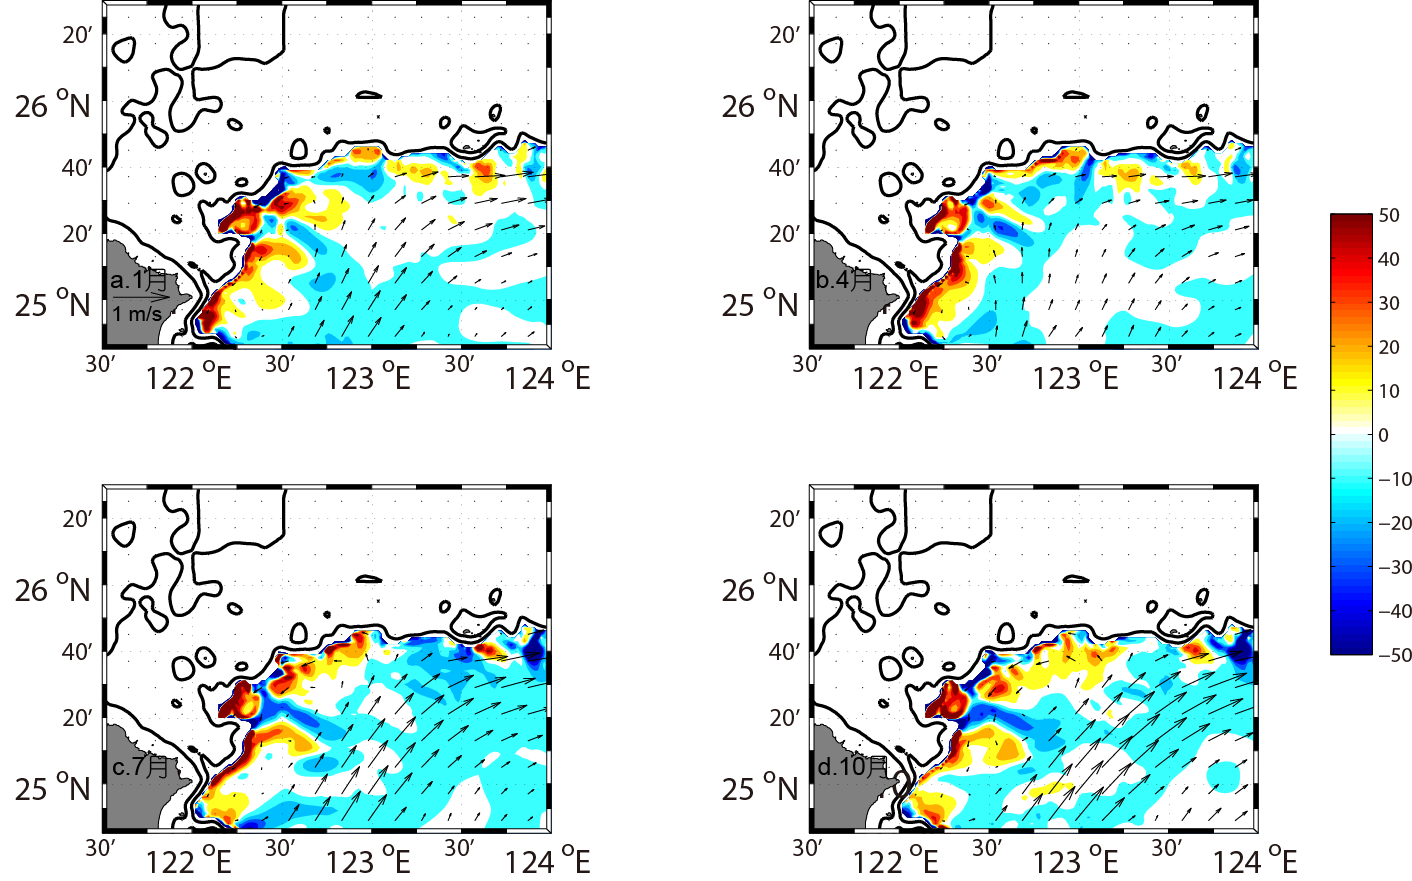 20′
26 °N
40′
20′
a.1月
25 °N
1 m/s
30′
122 °E
30′
123 °E
30′
124 °E
20′
26 °N
40′
20′
b.4月
25 °N
30′
122 °E
30′
123 °E
30′
124 °E
50
40
30
20
10
0
−10
−20
−30
−40
−50
20′
26 °N
40′
20′
c.7月
25 °N
30′
122 °E
30′
123 °E
30′
124 °E
20′
26 °N
40′
20′
d.10月
25 °N
30′
122 °E
30′
123 °E
30′
124 °E